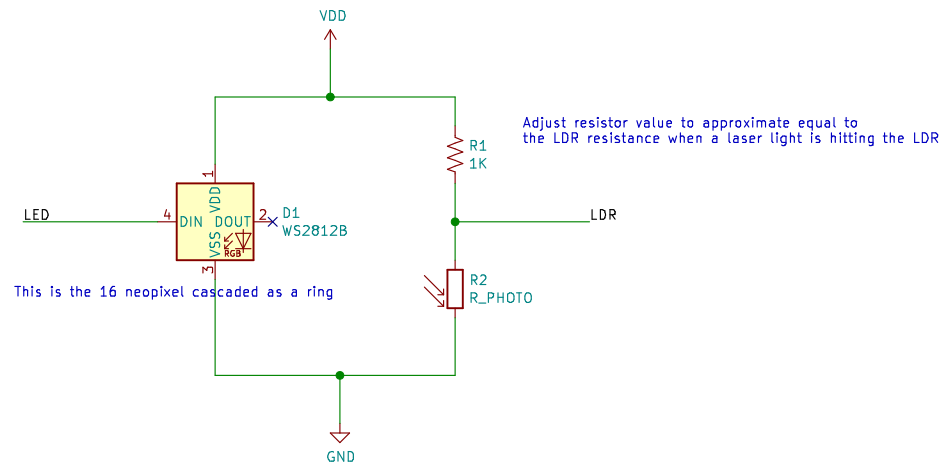 VDD
Adjust resistor value to approximate equal to
the LDR resistance when a laser light is hitting the LDR
R1
1K
1
VDD
LED
4
DIN
DOUT
2
D1
WS2812B
LDR
VSS
RGB
3
This is the 16 neopixel cascaded as a ring
R2
R_PHOTO
GND